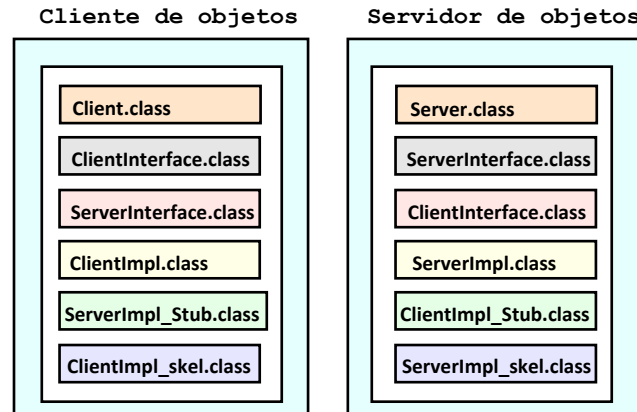 Cliente de objetos
Client.class
ClientInterface.class
ServerInterface.class
ClientImpl.class
ServerImpl_Stub.class
ClientImpl_skel.class
Servidor de objetos
Server.class
ServerInterface.class
ClientInterface.class
ServerImpl.class
ClientImpl_Stub.class
ServerImpl_skel.class